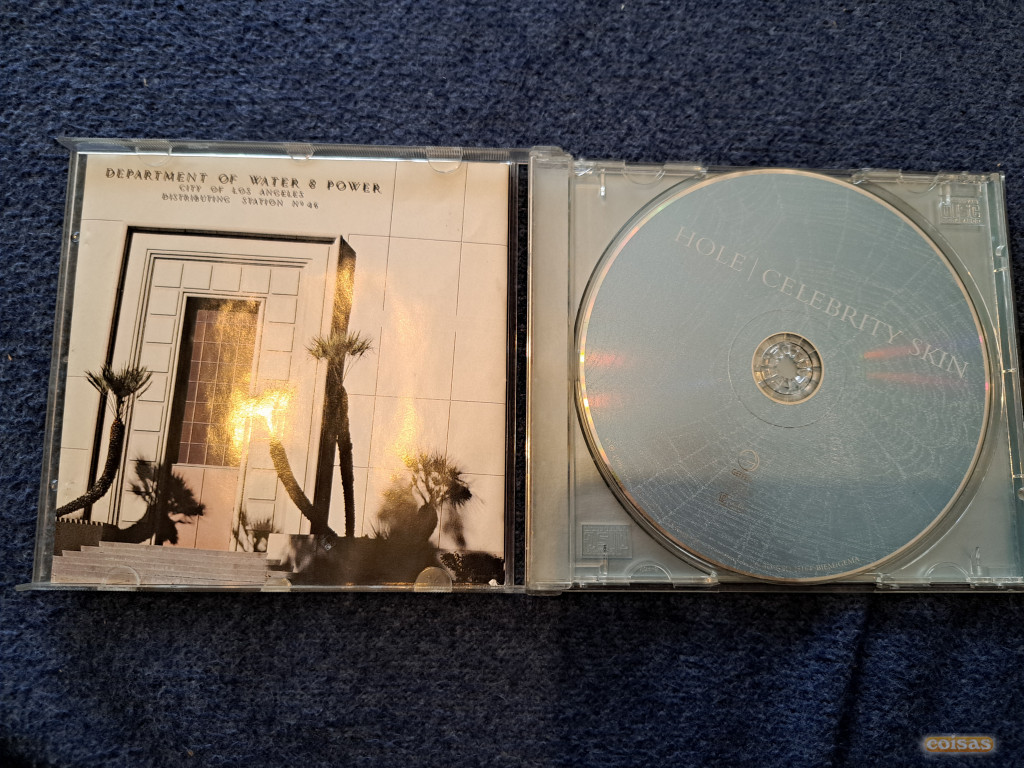 DEPARTMENT OF WATER & POWER
CITY OF LOS ANGELES
DISTRIBUTING STATION Nº 46
HOLE | CELEBRITY SKIN
coisas